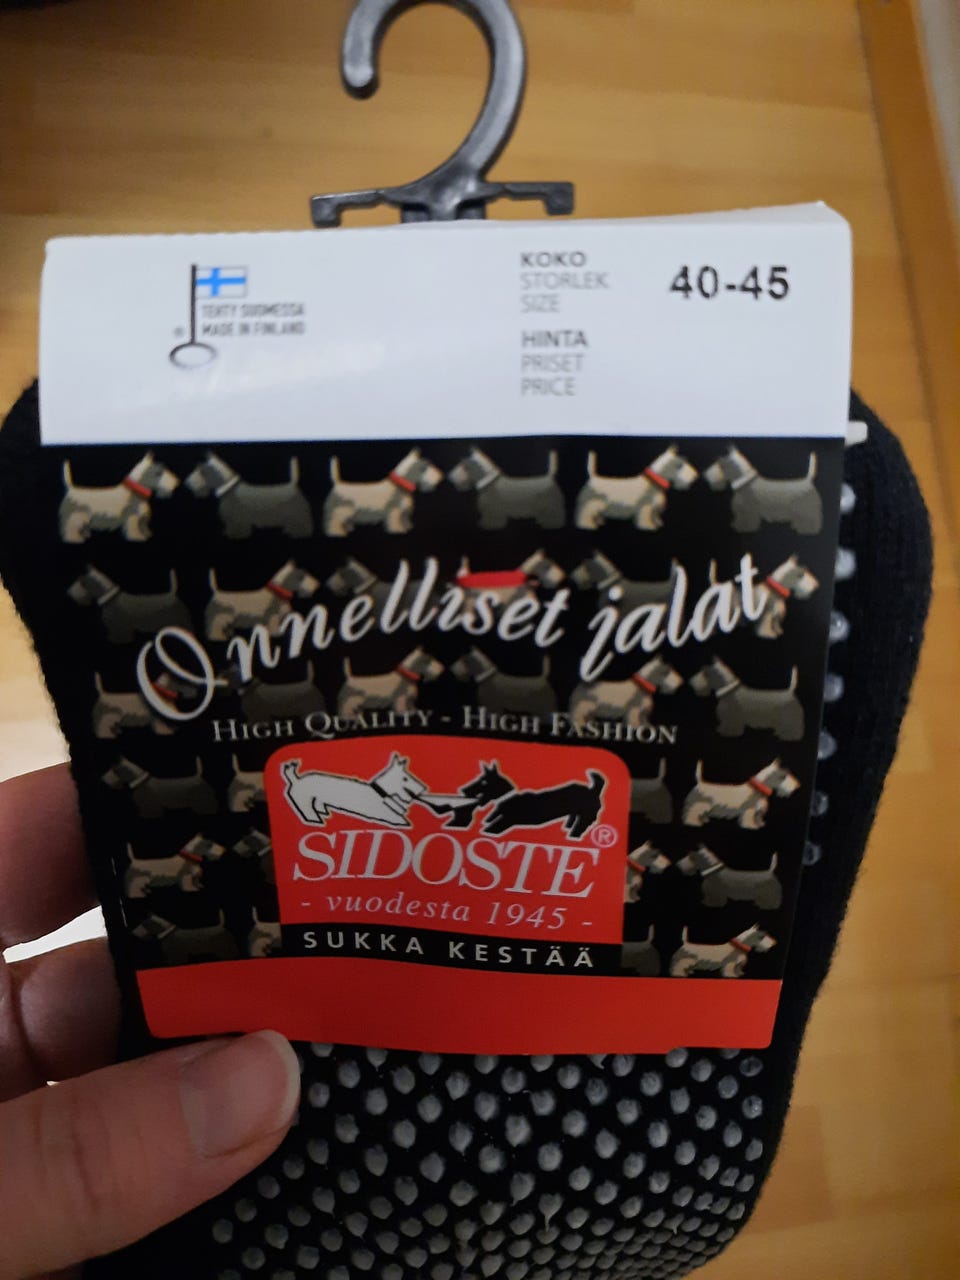 ®
TEHTY SUOMESSA
MADE IN FINLAND
KOKO
STORLEK
SIZE
40-45
HINTA
PRISET
PRICE
Onnelliset jalat
HIGH QUALITY - HIGH FASHION
SIDOSTE®
- vuodesta 1945 -
SUKKA KESTÄÄ